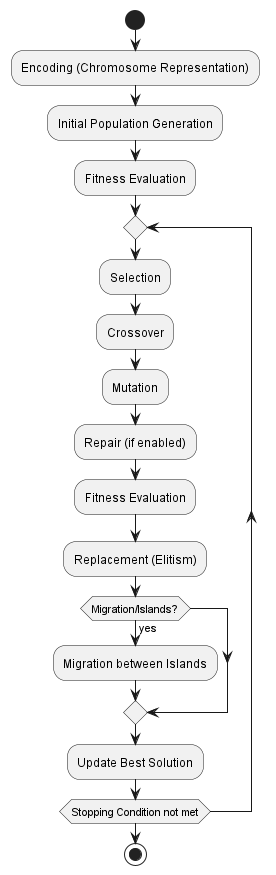 Encoding (Chromosome Representation)
Initial Population Generation
Fitness Evaluation
Selection
Crossover
Mutation
Repair (if enabled)
Fitness Evaluation
Replacement (Elitism)
Migration/Islands?
yes
Migration between Islands
Update Best Solution
Stopping Condition not met